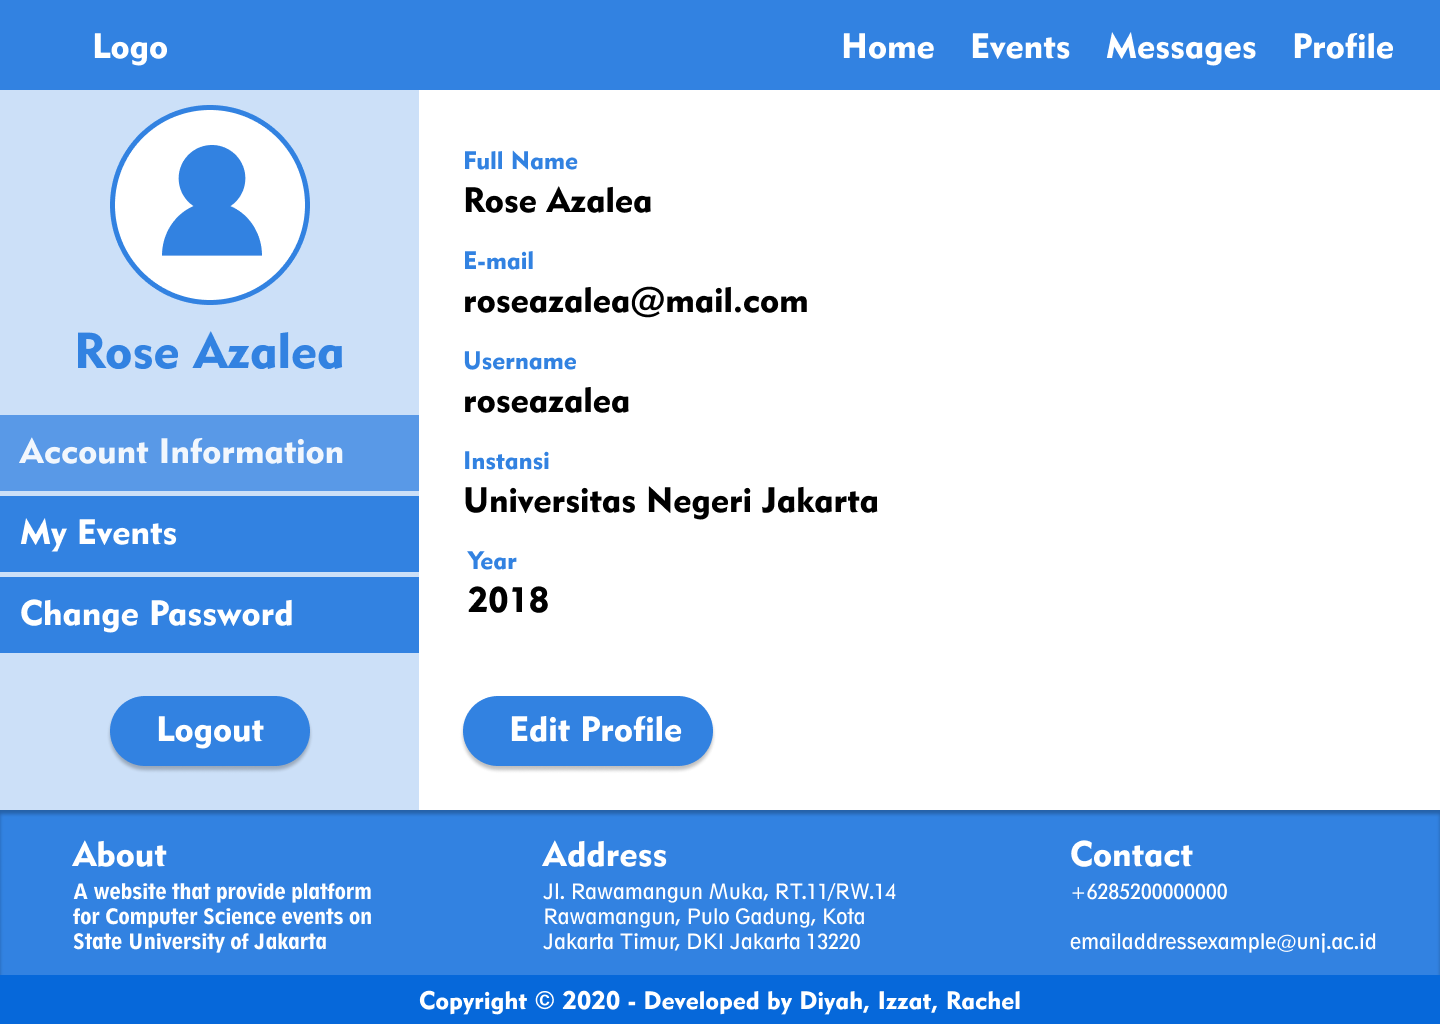 Logo
Home Events Messages Profile
Rose Azalea
Account Information
My Events
Change Password
Logout
Full Name
Rose Azalea
E-mail
roseazalea@mail.com
Username
roseazalea
Instansi
Universitas Negeri Jakarta
Year
2018
Edit Profile
About
A website that provide platform
for Computer Science events on
State University of Jakarta
Address
Jl. Rawamangun Muka, RT.11/RW.14
Rawamangun, Pulo Gadung, Kota
Jakarta Timur, DKI Jakarta 13220
Contact
+6285200000000
emailaddressexample@unj.ac.id
Copyright © 2020 - Developed by Diyah, Izzat, Rachel